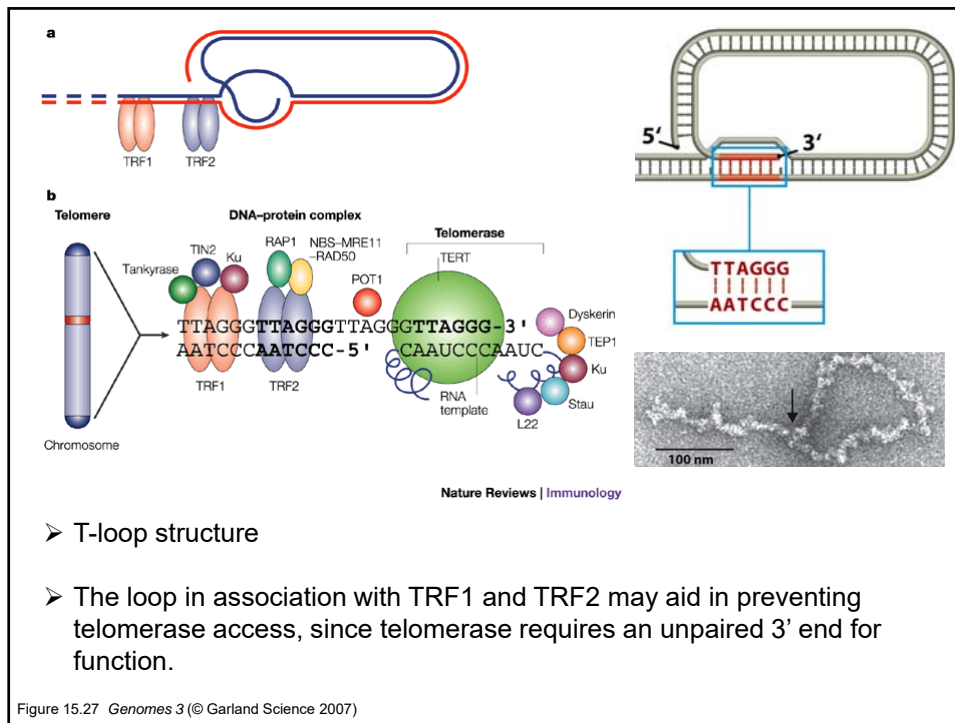 a
TRF1
TRF2
b
Telomere
Chromosome
DNA–protein complex
Tankyrase
TIN2
Ku
RAP1
NBS–MRE11
–RAD50
POT1
Telomerase
TERT
TTAGGGTTAGGGTTAGGGTTAGGG-3'
AATCCCAATCCC-5'
CAAUCCCAAUC
TRF1
TRF2
RNA
template
Dyskerin
TEP1
Ku
Stau
L22
Nature Reviews | Immunology
5‘
3‘
TTAGGG
AATCCC
100 nm
➢ T-loop structure
➢ The loop in association with TRF1 and TRF2 may aid in preventing
telomerase access, since telomerase requires an unpaired 3’ end for
function.
Figure 15.27 Genomes 3 (© Garland Science 2007)